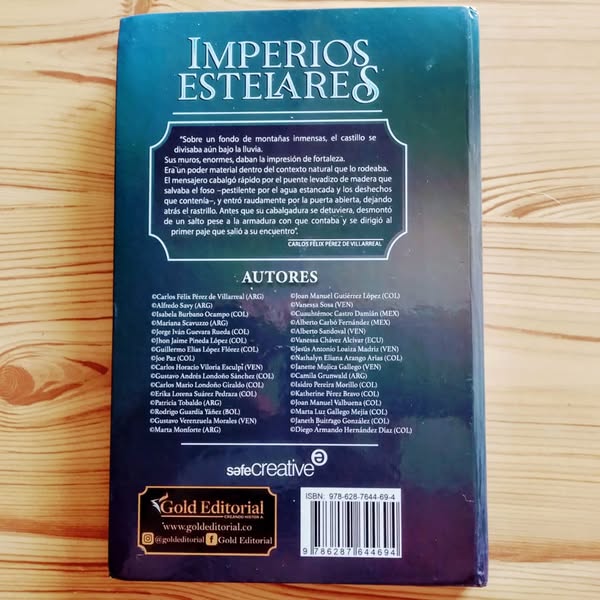 IMPERIOS
ESTELARES
“Sobre un fondo de montañas inmensas, el castillo se
divisaba aún bajo la lluvia.
Sus muros, enormes, daban la impresión de fortaleza.
Era un poder material dentro del contexto natural que lo rodeaba.
El mensajero cabalgó rápido por el puente levadizo de madera que
salvaba el foso –pestilente por el agua estancada y los deshechos
que contenía–, y entró raudamente por la puerta abierta, dejando
atrás el rastrillo. Antes que su cabalgadura se detuviera, desmontó
de un salto pese a la armadura con que contaba y se dirigió al
primer paje que salió a su encuentro”.
CARLOS FÉLIX PÉREZ DE VILLARREAL
AUTORES
©Carlos Félix Pérez de Villarreal (ARG)
©Alfredo Savy (ARG)
©Isabela Burbano Ocampo (COL)
©Mariana Scavuzzo (ARG)
©Jorge Iván Guevara Rueda (COL)
©Jhon Jaime Pineda López (COL)
©Guillermo Elías López Flórez (COL)
©Joe Paz (COL)
©Carlos Horacio Viloria Esculpí (VEN)
©Gustavo Andrés Londoño Sánchez (COL)
©Carlos Mario Londoño Giraldo (COL)
©Erika Lorena Suárez Pedraza (COL)
©Patricia Tobaldo (ARG)
©Rodrigo Guardia Yáñez (BOL)
©Gustavo Verenzuela Morales (VEN)
©Marta Monforte (ARG)
©Joan Manuel Gutiérrez López (COL)
©Vanessa Sosa (VEN)
©Cuauhtémoc Castro Damián (MEX)
©Alberto Carbó Fernández (MEX)
©Alberto Sandoval (VEN)
©Vanessa Chávez Alcívar (ECU)
©Jesús Antonio Loaiza Madriz (VEN)
©Nathalyn Eliana Arango Arias (COL)
©Janette Mujica Gallego (VEN)
©Camila Grunwald (ARG)
©Isidro Pereira Morillo (COL)
©Katherine Pérez Bravo (COL)
©Joan Manuel Valbuena (COL)
©Marta Luz Gallego Mejía (COL)
©Janeth Buitrago González (COL)
©Diego Armando Hernández Díaz (COL)
safecreative
Gold Editorial
CREANDO HISTORIA
www.goldeditorial.co
@goldeditorial Gold Editorial
ISBN: 978-628-7644-69-4
9 786287 644694